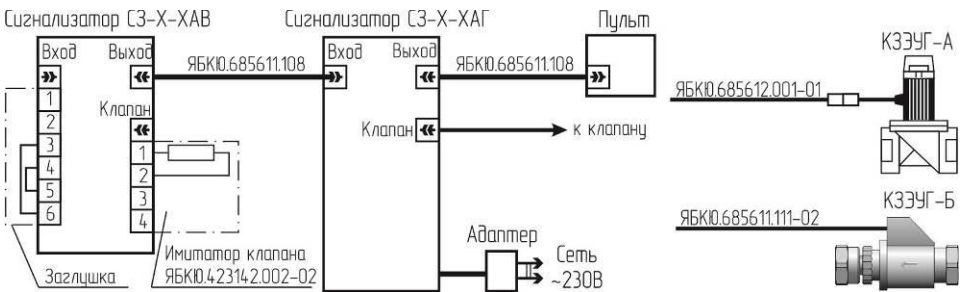 Сигнализатор СЗ-Х-ХАВ
Вход
Выход
1
2
3
4
5
6
Клапан
1
2
3
4
Заглушка
Имитатор клапана
ЯБКЮ.423142.002-02
ЯБКЮ.685611.108
Сигнализатор СЗ-Х-ХАГ
Вход
Выход
Клапан
к клапану
ЯБКЮ.685611.108
Пульт
Адаптер
Сеть
~230В
КЗЭУГ-А
ЯБКЮ.685612.001-01
КЗЭУГ-Б
ЯБКЮ.685611.111-02